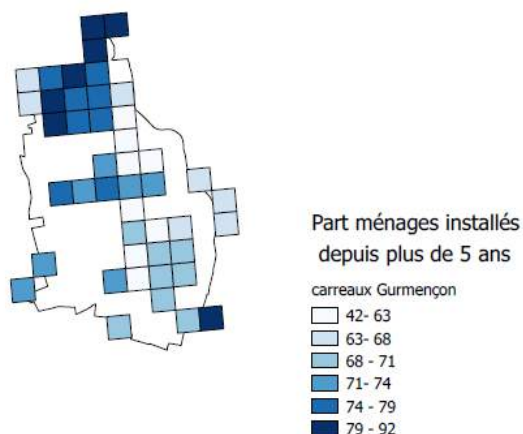 Part ménages installés
depuis plus de 5 ans
carreaux Gurmençon
42- 63
63- 68
68 - 71
71- 74
74 - 79
79 - 92